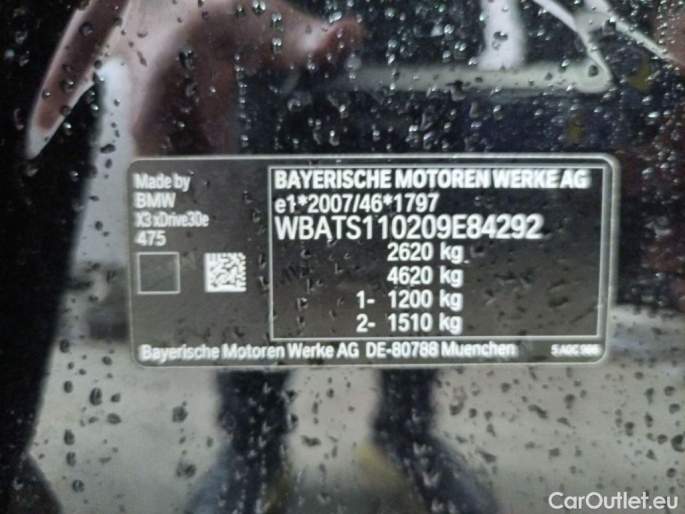 Made by
BMW
X3 xDrive30e
475
BAYERISCHE MOTOREN WERKE AG
e1*2007/46*1797
WBATS110209E84292
2620 kg
4620 kg
1- 1200 kg
2- 1510 kg
Bayerische Motoren Werke AG DE-80788 Muenchen
CarOutlet.eu